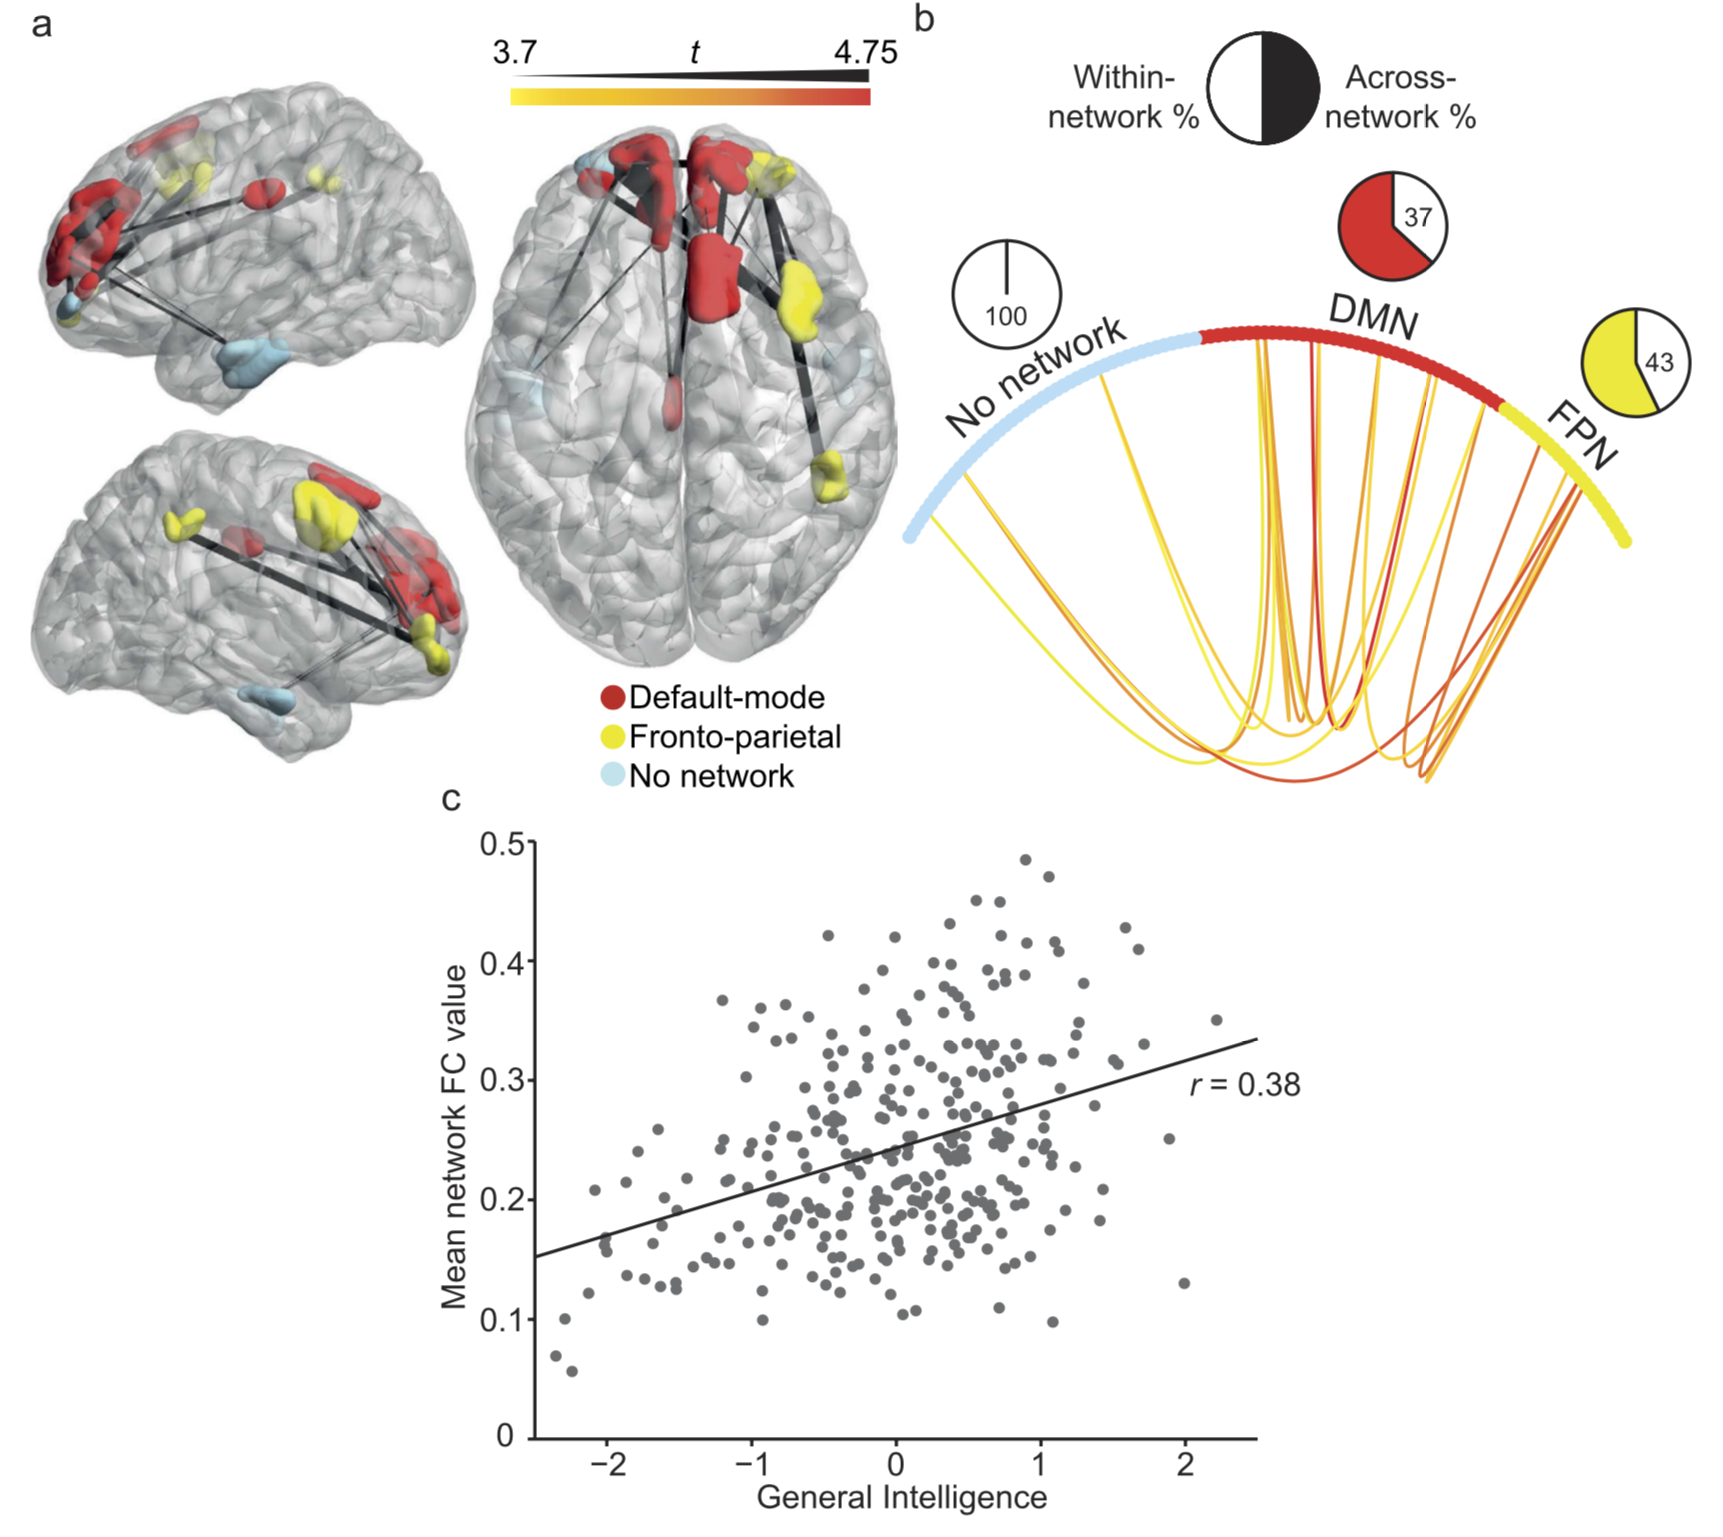 a
3.7 t 4.75
b
Within-
network %
Across-
network %
37
100
DMN
43
No network
FPN
Default-mode
Fronto-parietal
No network
c
0.5
0.4
0.3
0.2
0.1
0
Mean network FC value
r = 0.38
−2 −1 0 1 2
General Intelligence